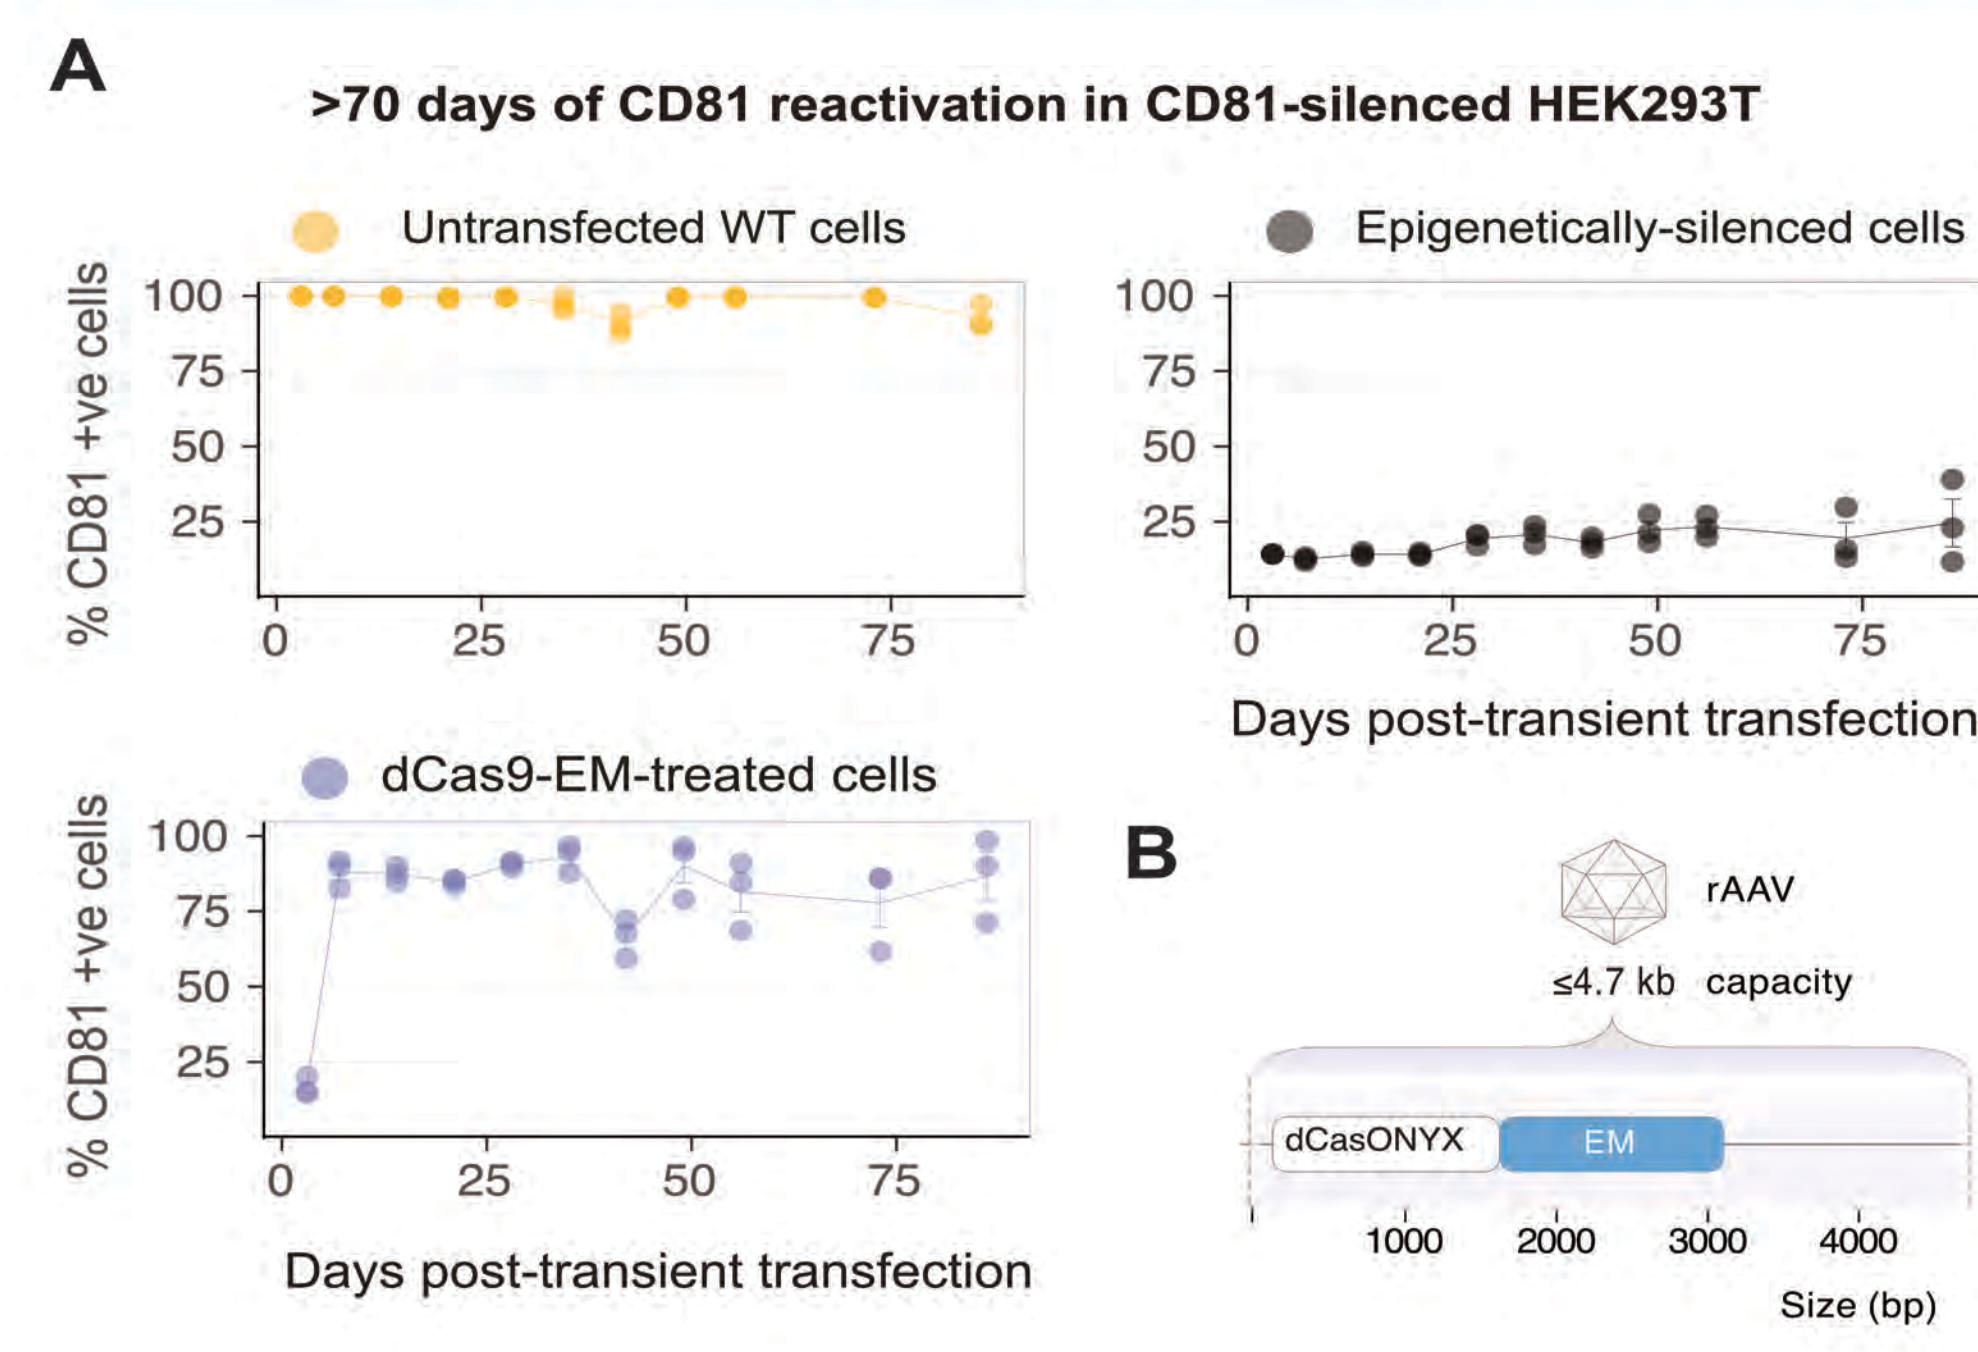 A
>70 days of CD81 reactivation in CD81-silenced HEK293T
Untransfected WT cells
% CD81 +ve cells
100
75
50
25
0 25 50 75
Epigenetically-silenced cells
100
75
50
25
0 25 50 75
Days post-transient transfection
dCas9-EM-treated cells
% CD81 +ve cells
100
75
50
25
0 25 50 75
Days post-transient transfection
B
rAAV
≤4.7 kb capacity
dCasONYX EM
1000 2000 3000 4000
Size (bp)